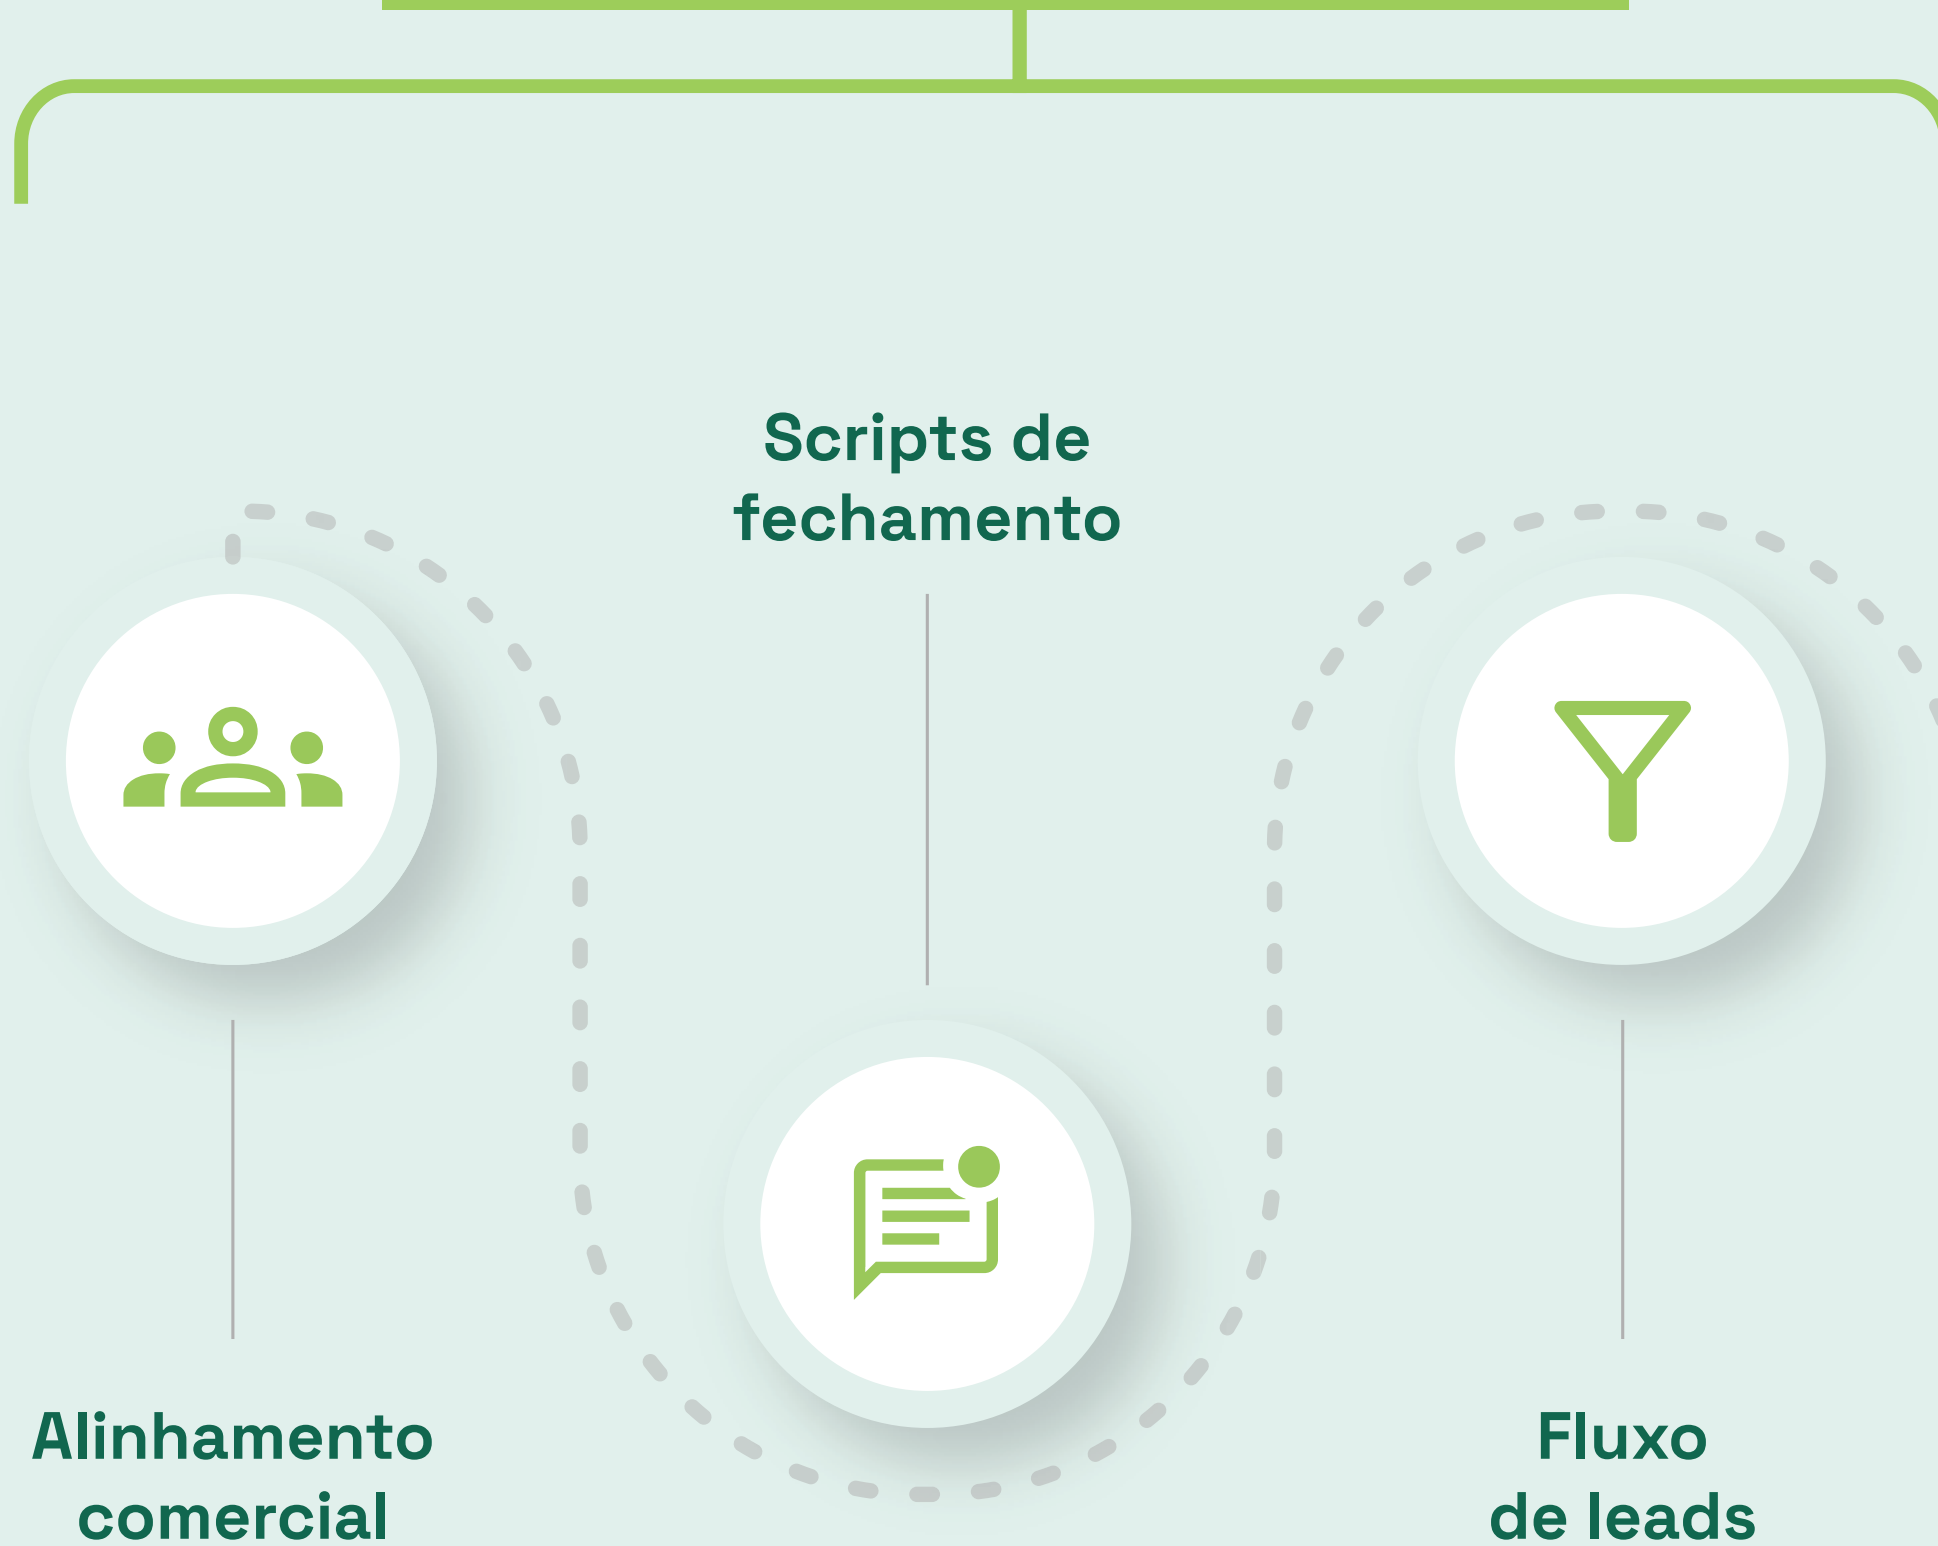 Scripts de
fechamento
Alinhamento
comercial
Fluxo
de leads